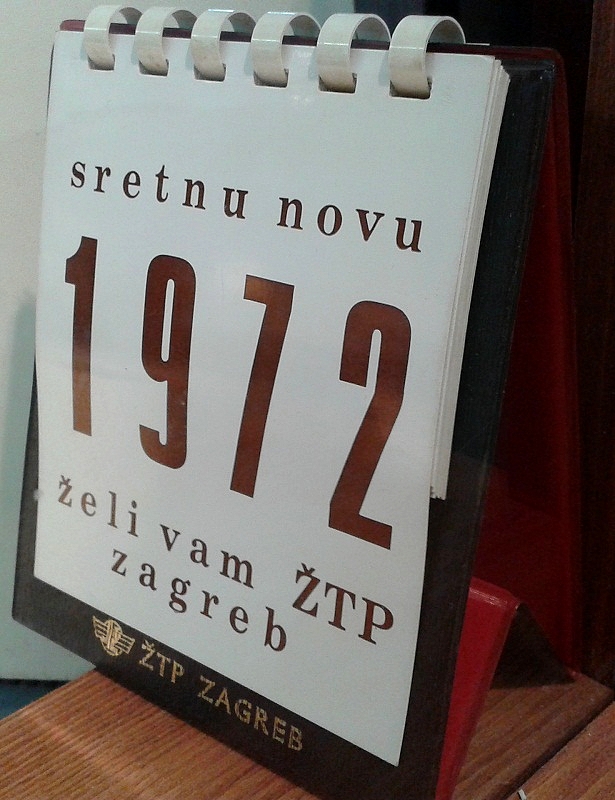 sretnu novu
1972
želi vam ŽTP
zagreb
ŽTP ZAGREB